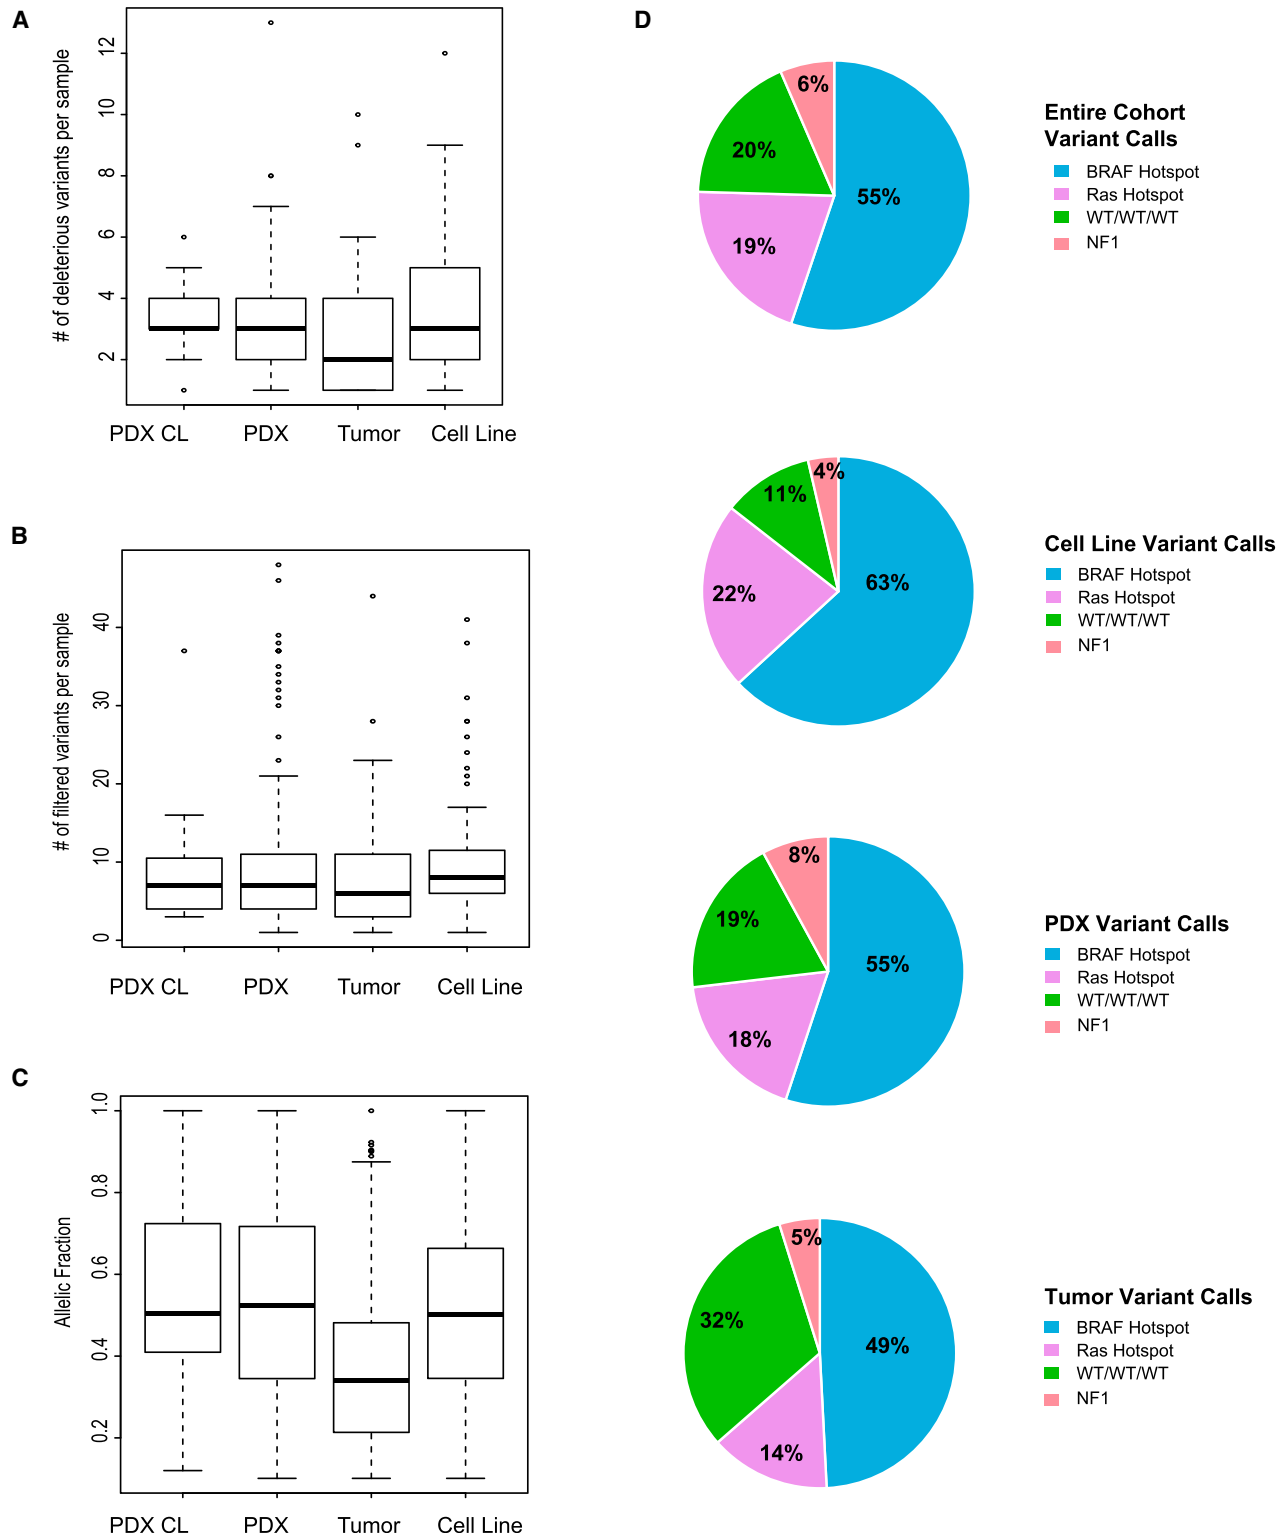 A
# of deleterious variants per sample
12
10
8
6
4
2
PDX CL PDX Tumor Cell Line
B
# of filtered variants per sample
40
30
20
10
0
PDX CL PDX Tumor Cell Line
C
Allelic Fraction
1.0
0.8
0.6
0.4
0.2
PDX CL PDX Tumor Cell Line
D
6%
20%
55%
19%
Entire Cohort
Variant Calls
BRAF Hotspot
Ras Hotspot
WT/WT/WT
NF1
4%
11%
63%
22%
Cell Line Variant Calls
BRAF Hotspot
Ras Hotspot
WT/WT/WT
NF1
8%
19%
55%
18%
PDX Variant Calls
BRAF Hotspot
Ras Hotspot
WT/WT/WT
NF1
5%
32%
49%
14%
Tumor Variant Calls
BRAF Hotspot
Ras Hotspot
WT/WT/WT
NF1